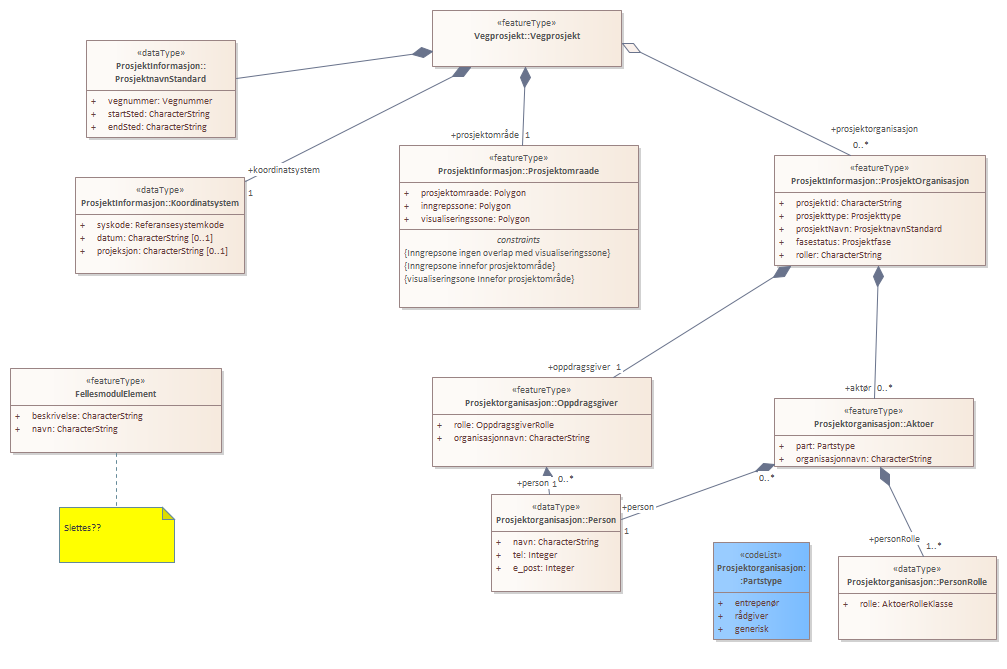 «featureType»
Vegprosjekt::Vegprosjekt
«dataType»
ProsjektInformasjon::
ProsjektnavnStandard
+ vegnummer: Vegnummer
+ startSted: CharacterString
+ endSted: CharacterString
+koordinatsystem
1
«dataType»
ProsjektInformasjon::Koordinatsystem
+ syskode: Referansesystemkode
+ datum: CharacterString [0..1]
+ projeksjon: CharacterString [0..1]
+prosjektområde 1
«featureType»
ProsjektInformasjon::Prosjektomraade
+ prosjektomraade: Polygon
+ inngrepssone: Polygon
+ visualiseringssone: Polygon
constraints
{Inngrepsone ingen overlap med visualiseringssone}
{Inngrepsone innefor prosjektområde}
{visualiseringsone Innefor prosjektområde}
+prosjektorganisasjon
0..*
«featureType»
ProsjektInformasjon::ProsjektOrganisasjon
+ prosjektId: CharacterString
+ prosjekttype: Prosjekttype
+ prosjektNavn: ProsjektnavnStandard
+ fasestatus: Prosjektfase
+ roller: CharacterString
«featureType»
FellesmodulElement
+ beskrivelse: CharacterString
+ navn: CharacterString
Slettes??
+oppdragsgiver 1
«featureType»
Prosjektorganisasjon::Oppdragsgiver
+ rolle: OppdragsgiverRolle
+ organisasjonnavn: CharacterString
+aktør 0..*
«featureType»
Prosjektorganisasjon::Aktoer
+ part: Partstype
+ organisasjonnavn: CharacterString
+person 1 0..*
«dataType»
Prosjektorganisasjon::Person
+ navn: CharacterString
+ tel: Integer
+ e_post: Integer
0..*
+person
1
«codeList»
Prosjektorganisasjon:
:Partstype
+ entrepenør
+ rådgiver
+ generisk
+personRolle
1..*
«dataType»
Prosjektorganisasjon::PersonRolle
+ rolle: AktoerRolleKlasse